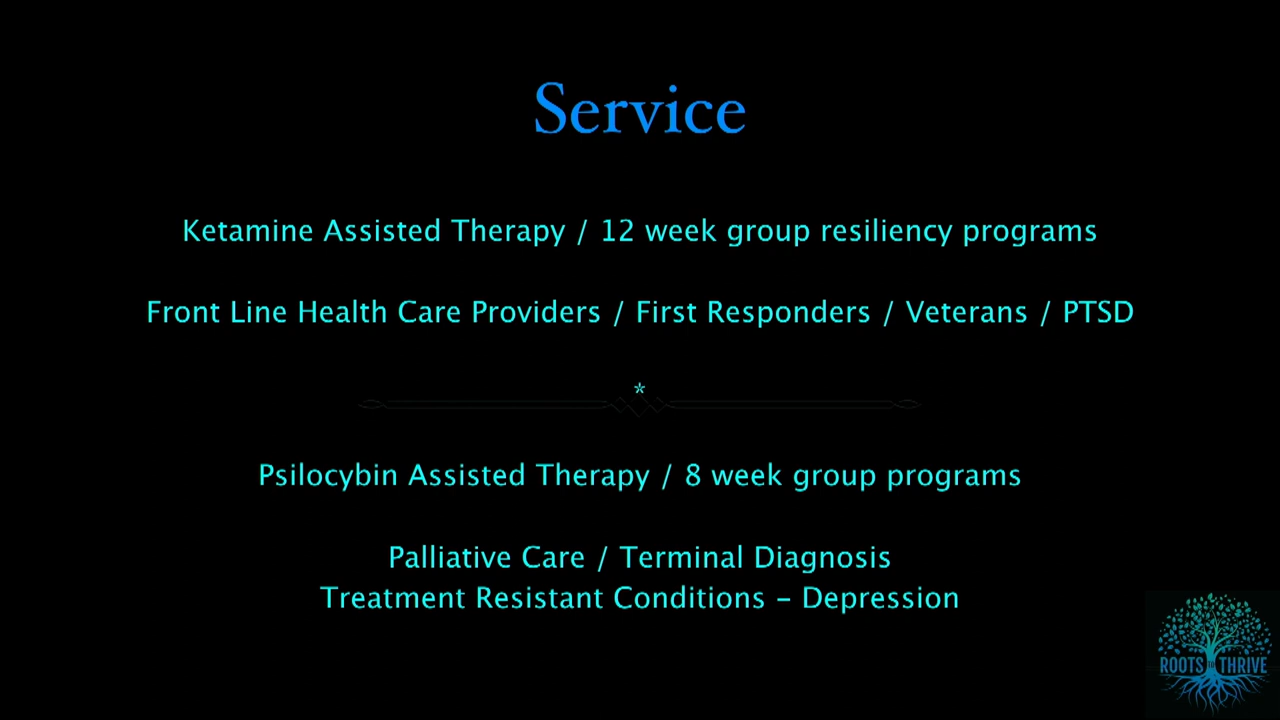 Service
Ketamine Assisted Therapy / 12 week group resiliency programs
Front Line Health Care Providers / First Responders / Veterans / PTSD
*
Psilocybin Assisted Therapy / 8 week group programs
Palliative Care / Terminal Diagnosis
Treatment Resistant Conditions – Depression
ROOTS TO THRIVE